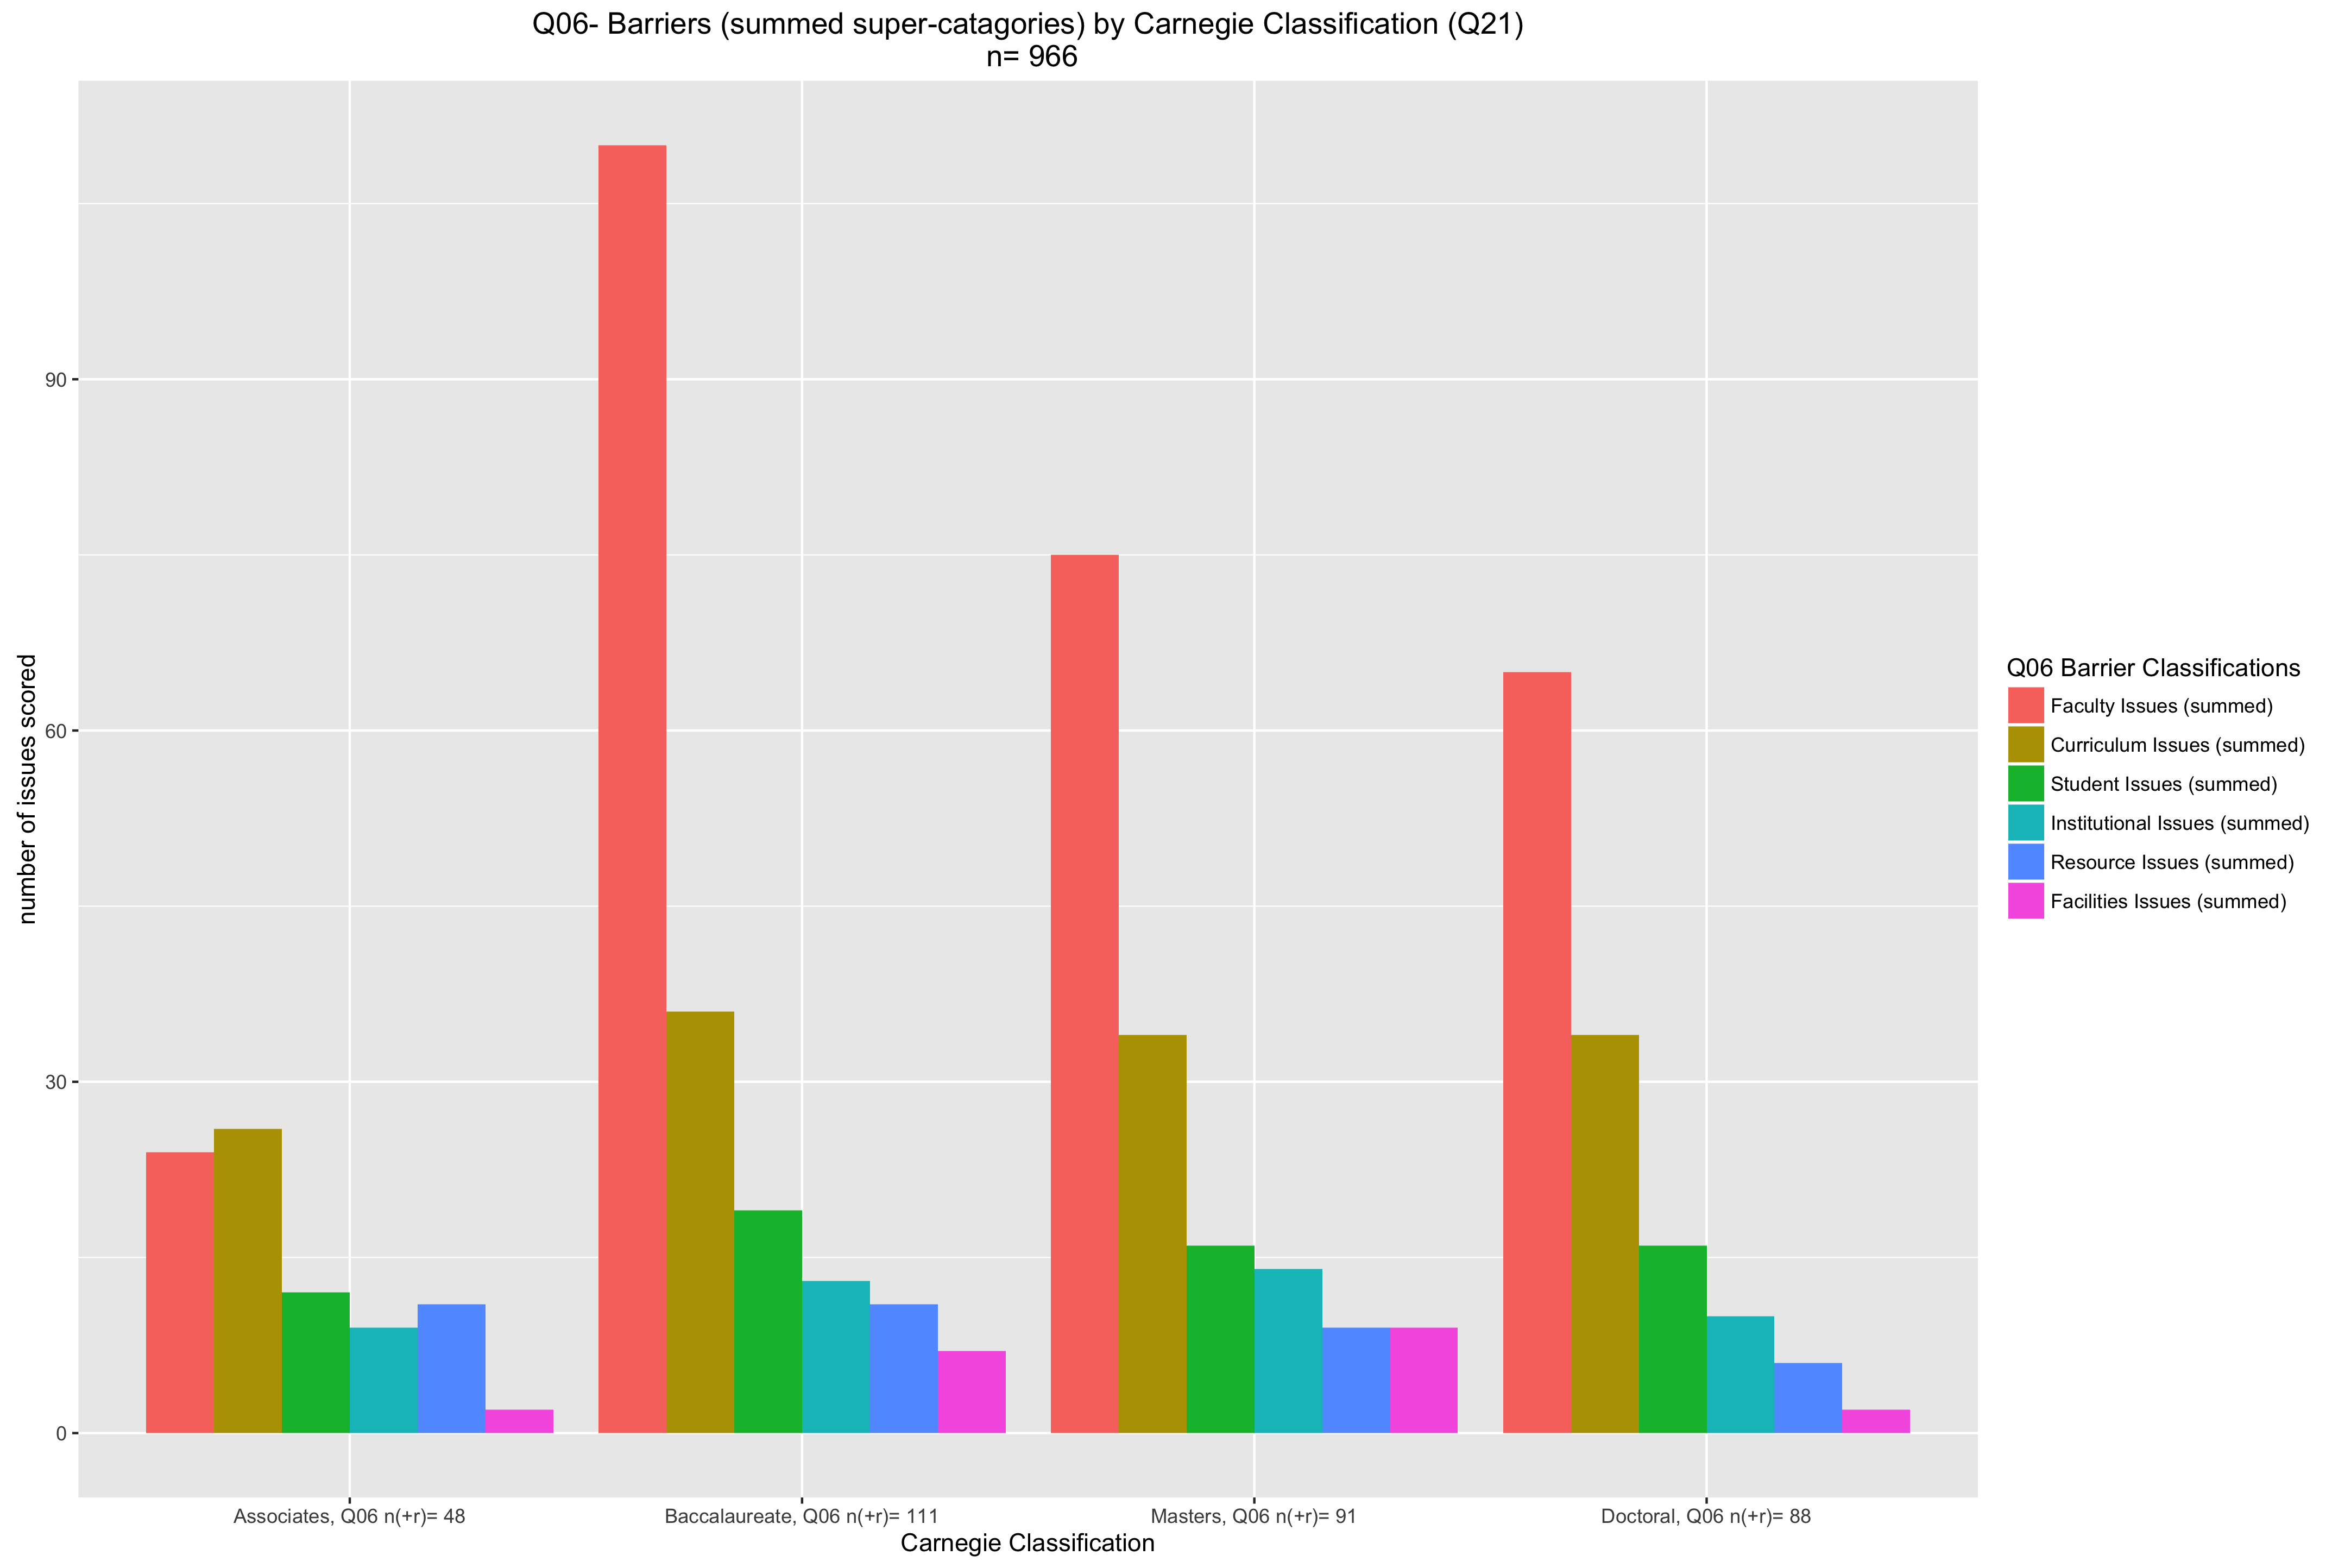 Q06- Barriers (summed super-catagories) by Carnegie Classification (Q21)
n= 966
number of issues scored
90
60
30
0
Associates, Q06 n(+r)= 48
Baccalaureate, Q06 n(+r)= 111
Masters, Q06 n(+r)= 91
Doctoral, Q06 n(+r)= 88
Carnegie Classification
Q06 Barrier Classifications
Faculty Issues (summed)
Curriculum Issues (summed)
Student Issues (summed)
Institutional Issues (summed)
Resource Issues (summed)
Facilities Issues (summed)